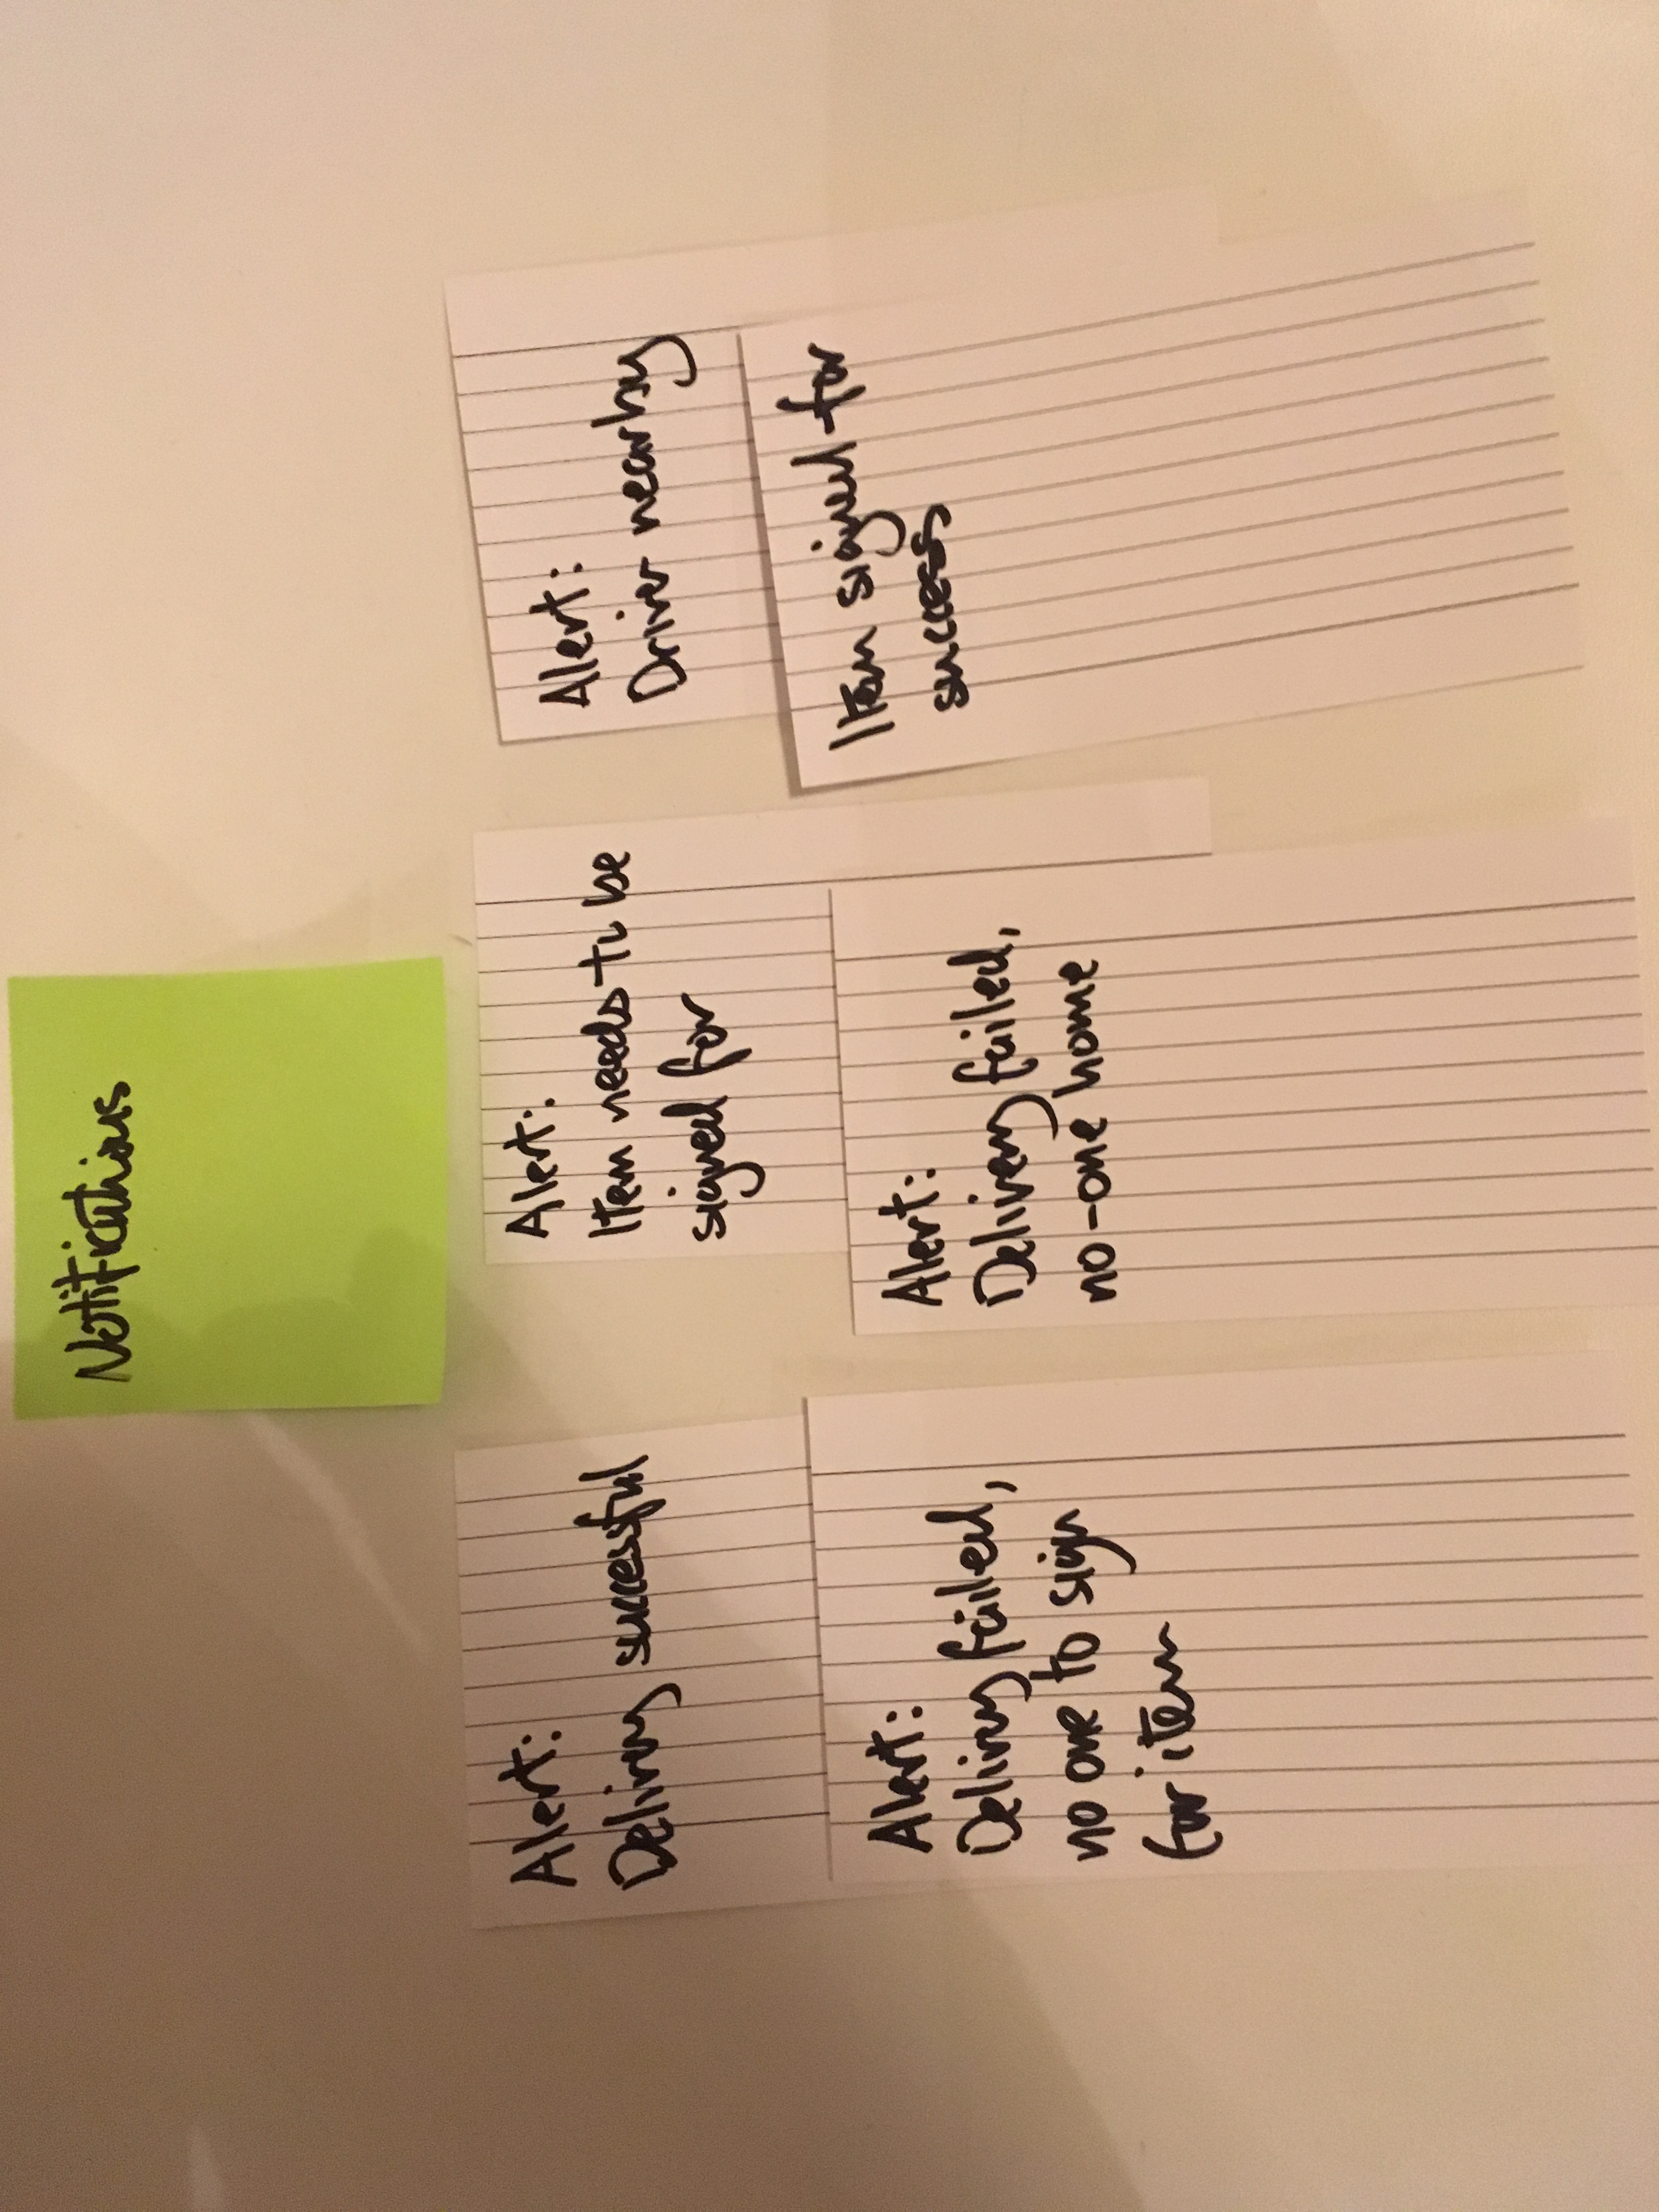 Notifications
Alert:
Delivery successful
Alert:
Delivery failed,
no one to sign
for item
Alert:
Item needs to be
signed for
Alert:
Delivery failed,
no-one home
Alert:
Driver nearby
Item signed for
success